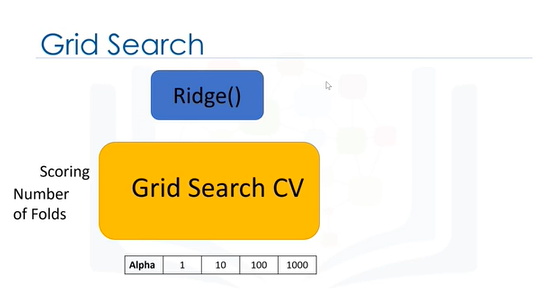 Grid Search
Ridge()
Scoring
Grid Search CV
Number
of Folds
Alpha 1 10 100 1000